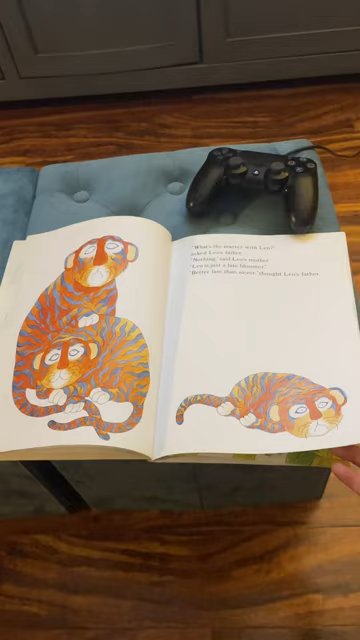 "What's the matter with Leo?"
asked Leo's father.
"Nothing," said Leo's mother.
"Leo is just a late bloomer."
"Better late than never," thought Leo's father.